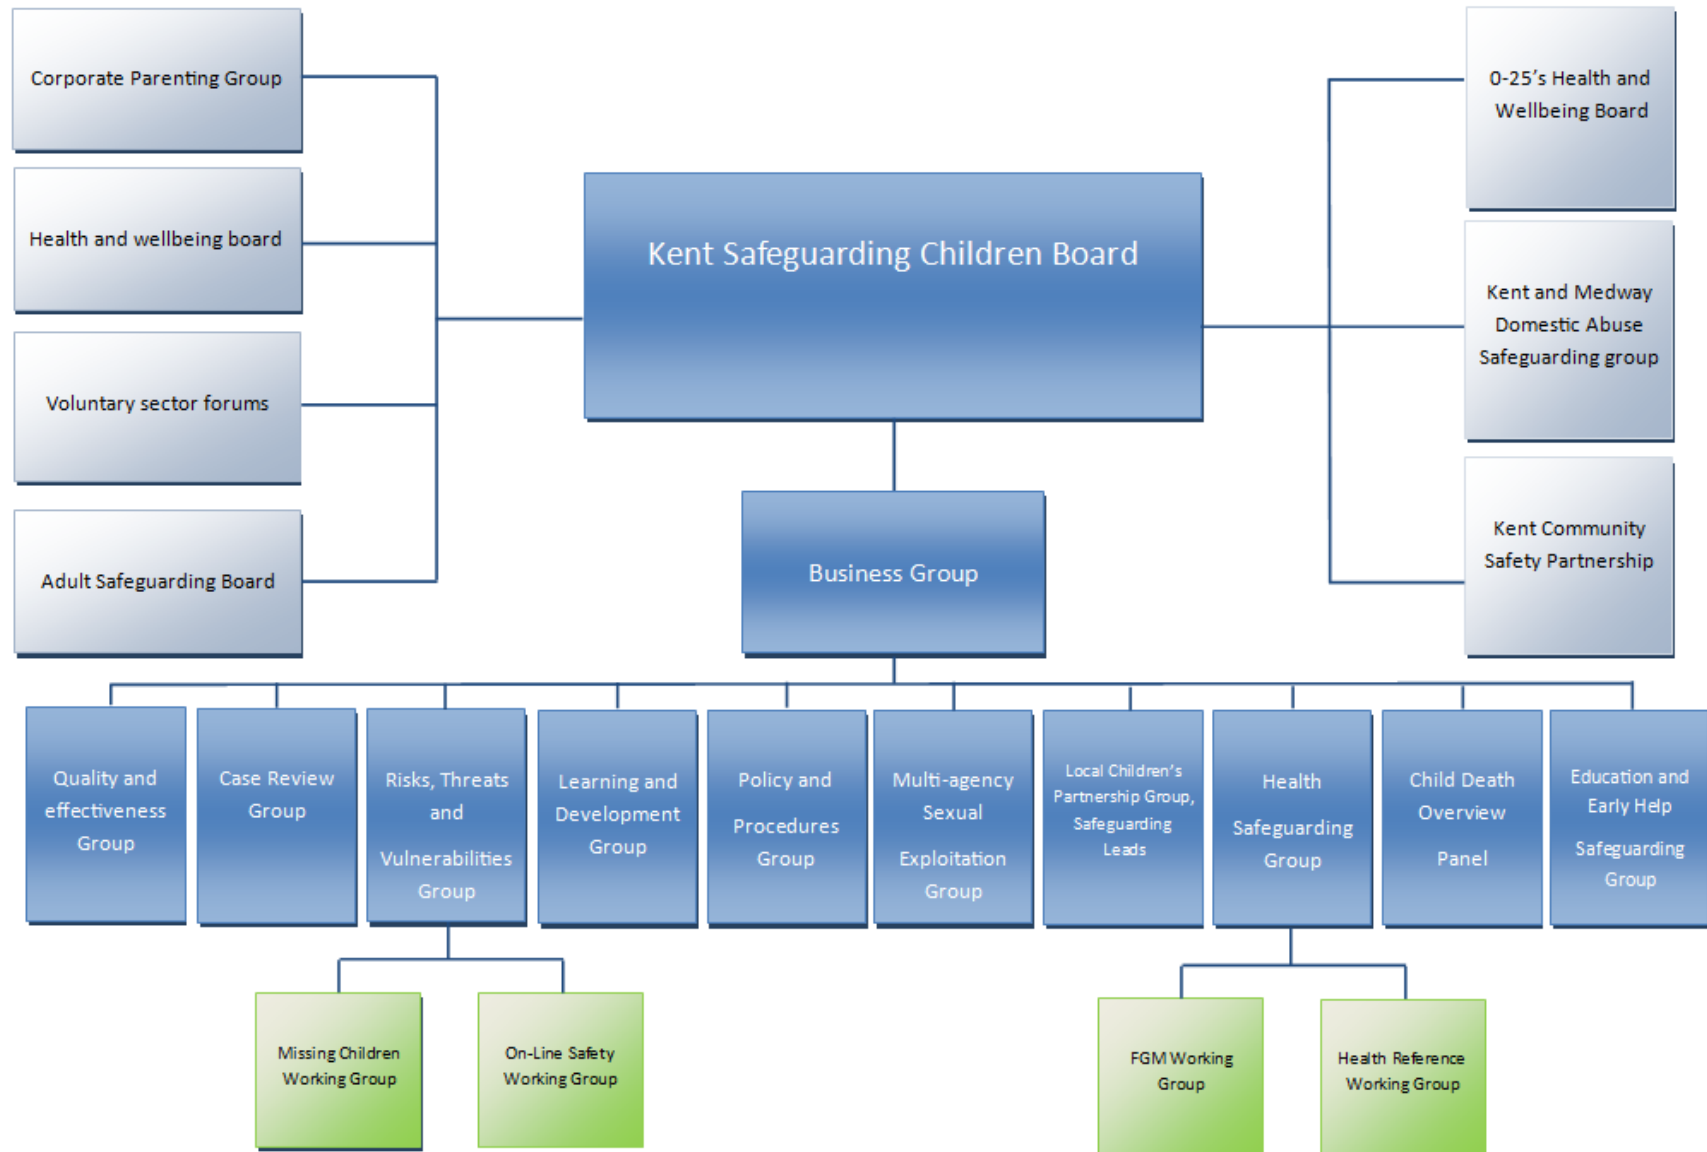 Corporate Parenting Group
Health and wellbeing board
Voluntary sector forums
Adult Safeguarding Board
Kent Safeguarding Children Board
0-25's Health and
Wellbeing Board
Kent and Medway
Domestic Abuse
Safeguarding group
Kent Community
Safety Partnership
Business Group
Quality and
effectiveness
Group
Case Review
Group
Risks, Threats
and
Vulnerabilities
Group
Learning and
Development
Group
Policy and
Procedures
Group
Multi-agency
Sexual
Exploitation
Group
Local Children's
Partnership Group,
Safeguarding
Leads
Health
Safeguarding
Group
Child Death
Overview
Panel
Education and
Early Help
Safeguarding
Group
Missing Children
Working Group
On-Line Safety
Working Group
FGM Working
Group
Health Reference
Working Group